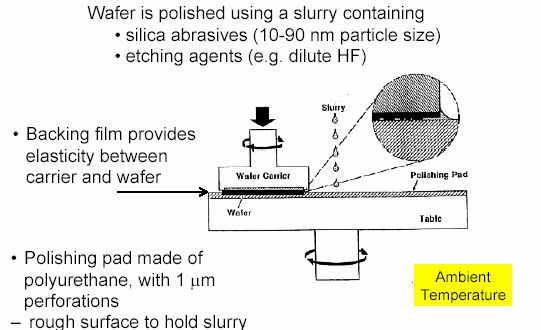 Wafer is polished using a slurry containing
• silica abrasives (10-90 nm particle size)
• etching agents (e.g. dilute HF)
Slurry
• Backing film provides
elasticity between
carrier and wafer
Wafer Carrier
Polishing Pad
Wafer
Table
• Polishing pad made of
polyurethane, with 1 μm
perforations
– rough surface to hold slurry
Ambient
Temperature